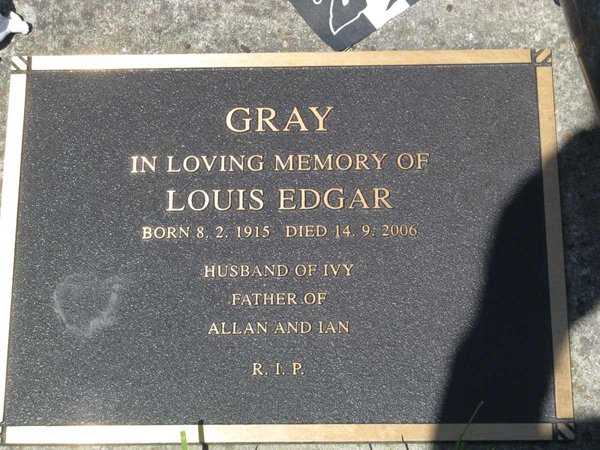 GRAY
IN LOVING MEMORY OF
LOUIS EDGAR
BORN 8. 2. 1915 DIED 14. 9. 2006
HUSBAND OF IVY
FATHER OF
ALLAN AND IAN
R. I. P.